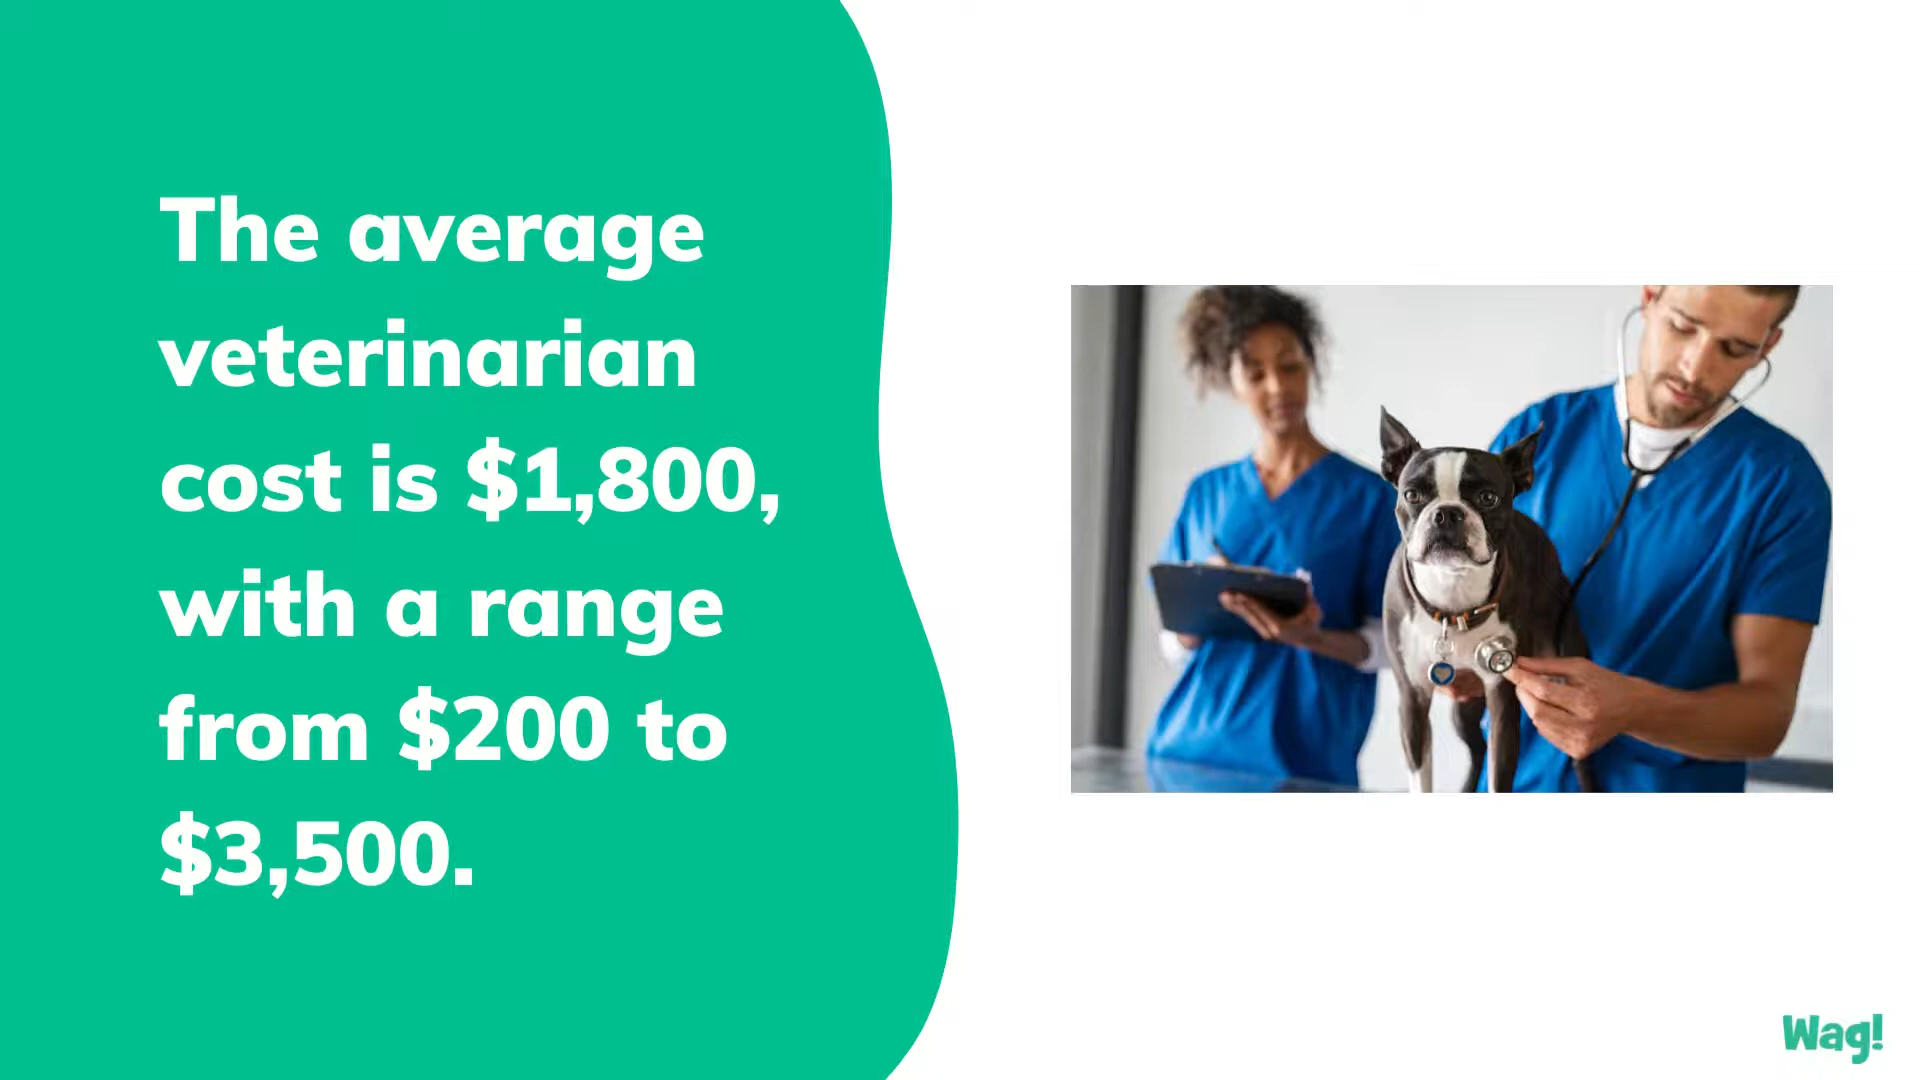 The average
veterinarian
cost is $1,800,
with a range
from $200 to
$3,500.
Wag!